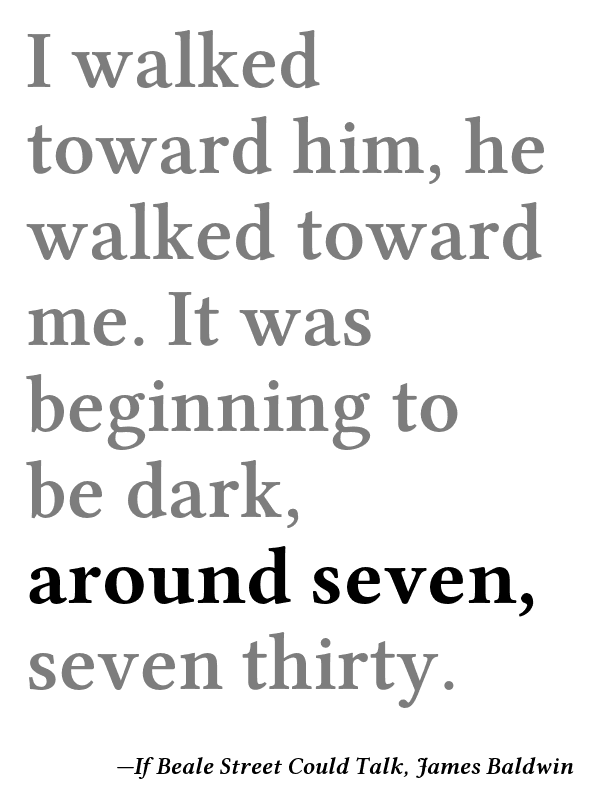 I walked
toward him, he
walked toward
me. It was
beginning to
be dark,
around seven,
seven thirty.
—If Beale Street Could Talk, James Baldwin